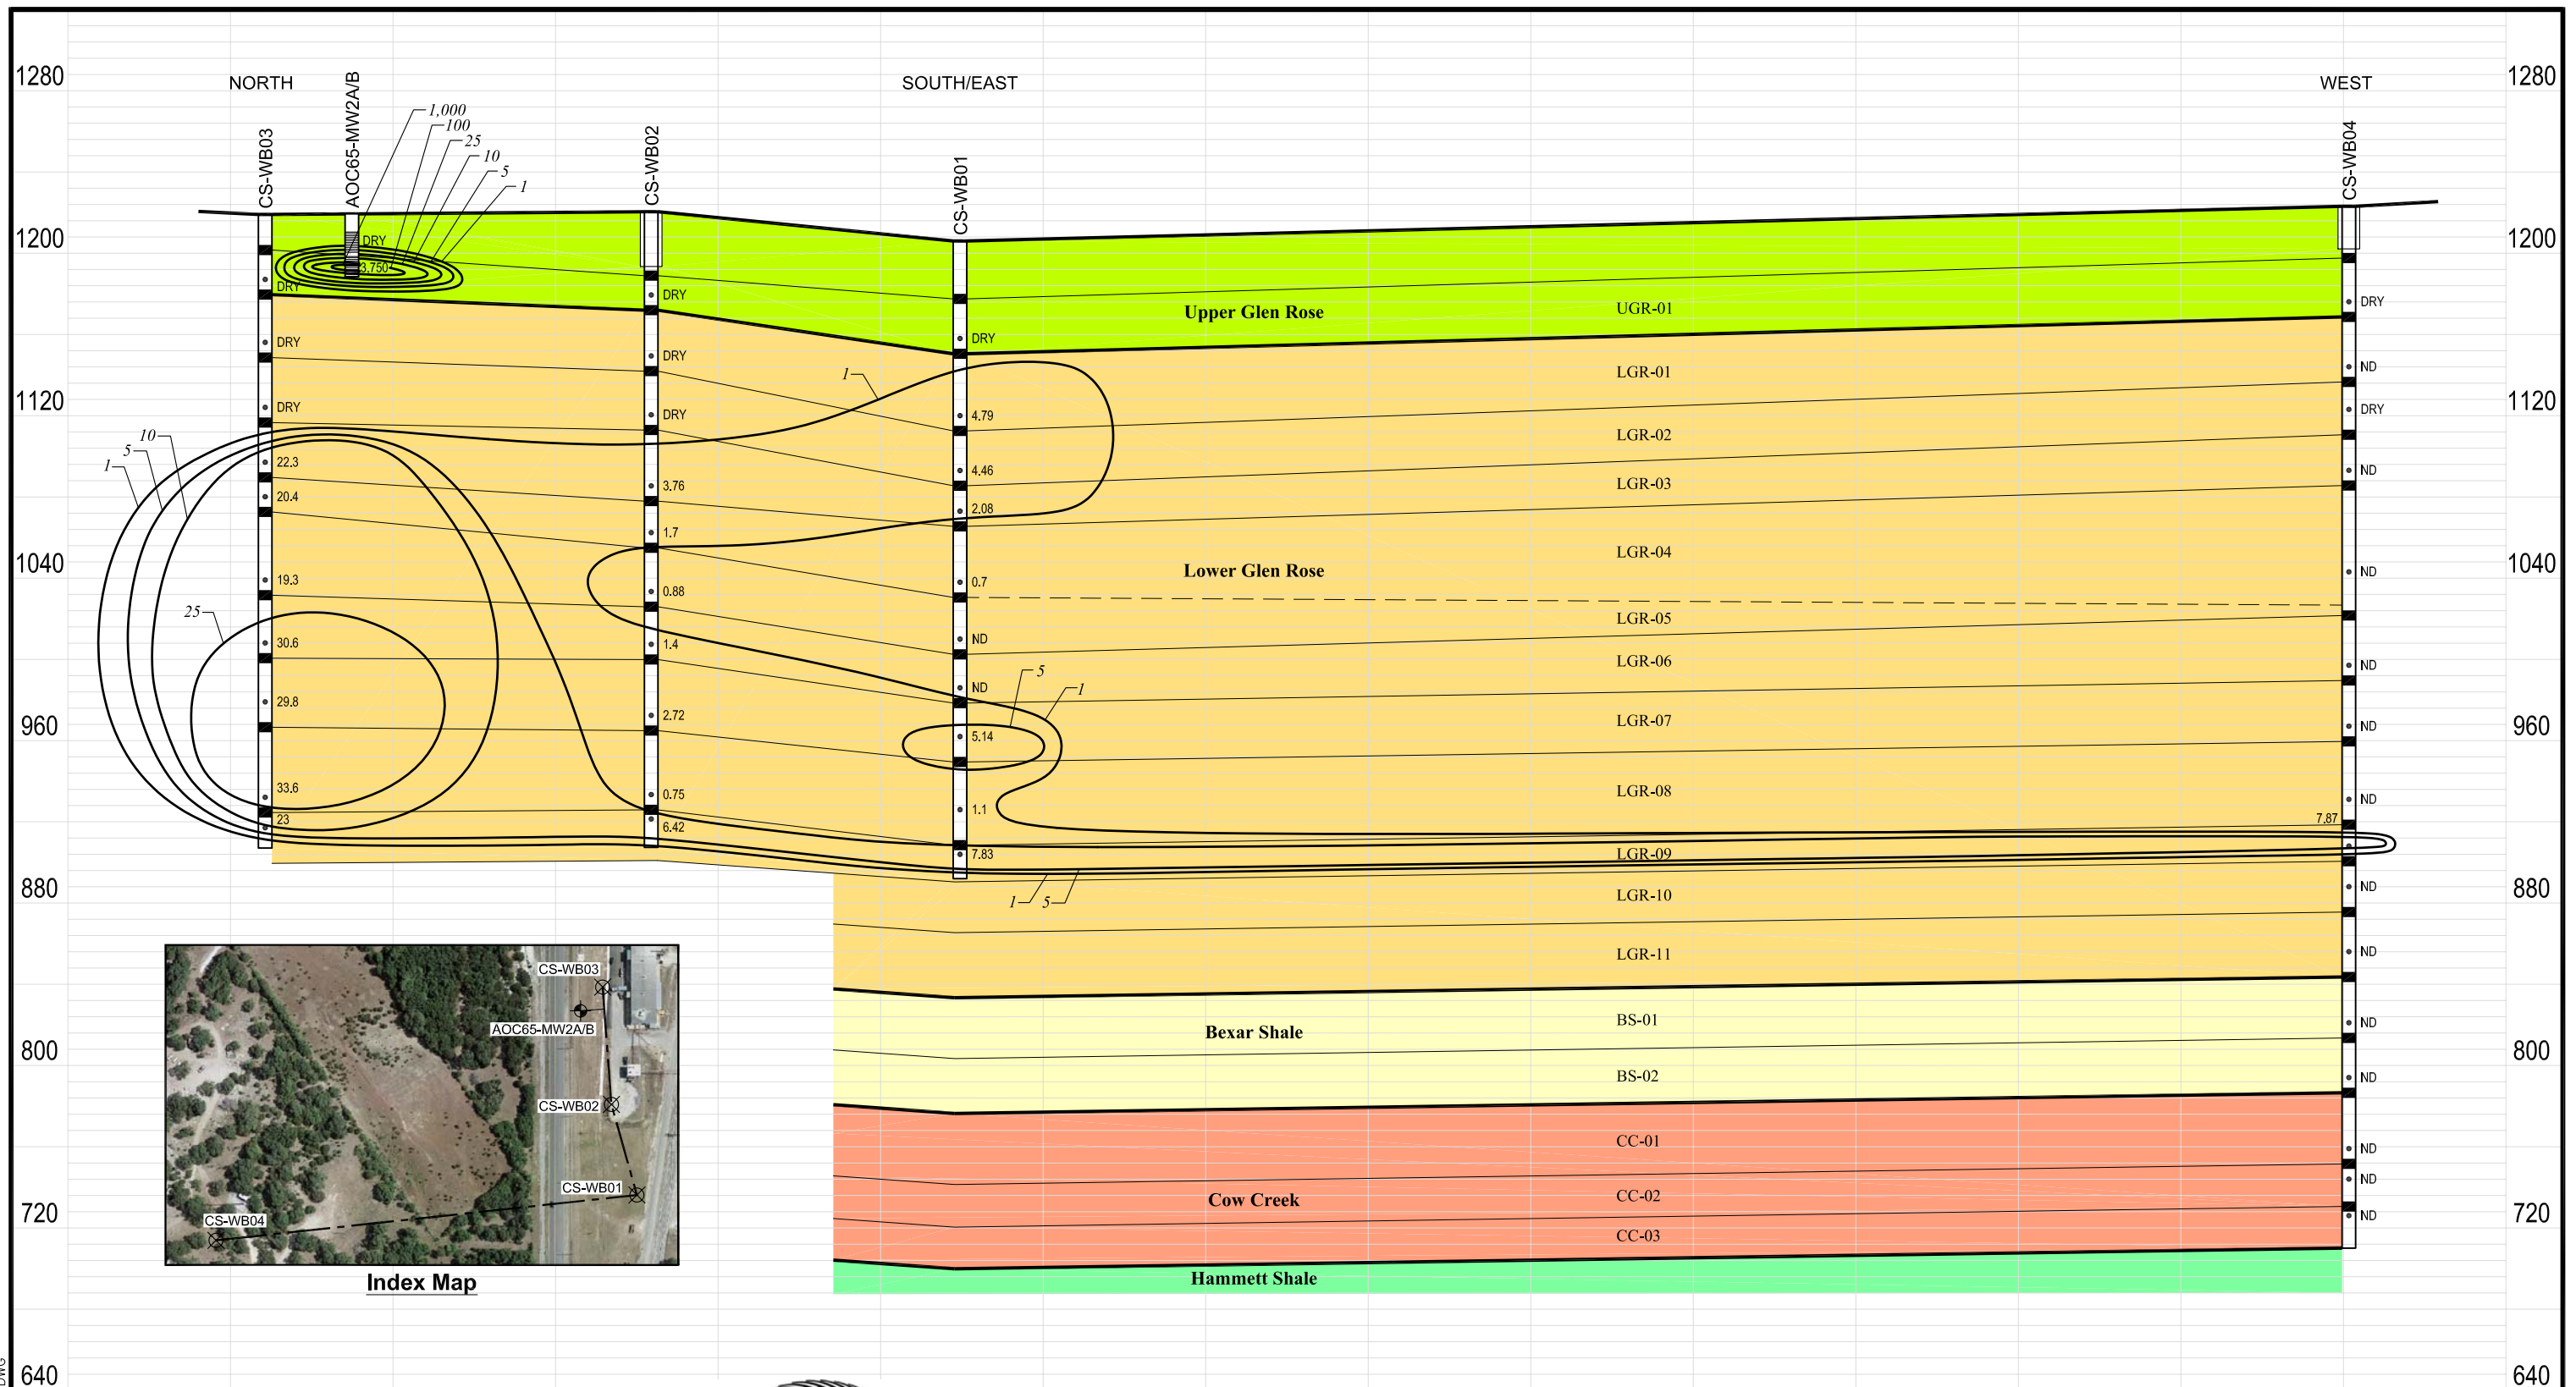 1280
NORTH
SOUTH/EAST
WEST
1280
CS-WB03
AOC65-MW2A/B
CS-WB02
CS-WB01
CS-WB04
1,000
100
25
10
5
1
1200
DRY
1200
3,750
DRY
DRY
Upper Glen Rose
UGR-01
DRY
DRY
DRY
DRY
LGR-01
ND
1120
DRY
DRY
1
4.79
LGR-02
DRY
1120
10
5
1
22.3
20.4
3.76
4.46
LGR-03
ND
1.7
2.08
1040
19.3
0.88
0.7
Lower Glen Rose
LGR-04
ND
1040
25
30.6
1.4
ND
LGR-05
29.8
2.72
ND
5
1
LGR-06
ND
960
5.14
LGR-07
ND
960
33.6
0.75
1.1
LGR-08
ND
23
6.42
7.83
7.87
LGR-09
880
1
5
LGR-10
ND
880
LGR-11
ND
CS-WB03
AOC65-MW2A/B
CS-WB02
CS-WB01
CS-WB04
Index Map
800
Bexar Shale
BS-01
ND
800
BS-02
ND
CC-01
ND
720
Cow Creek
CC-02
ND
720
CC-03
ND
Hammett Shale
640
640
DWG